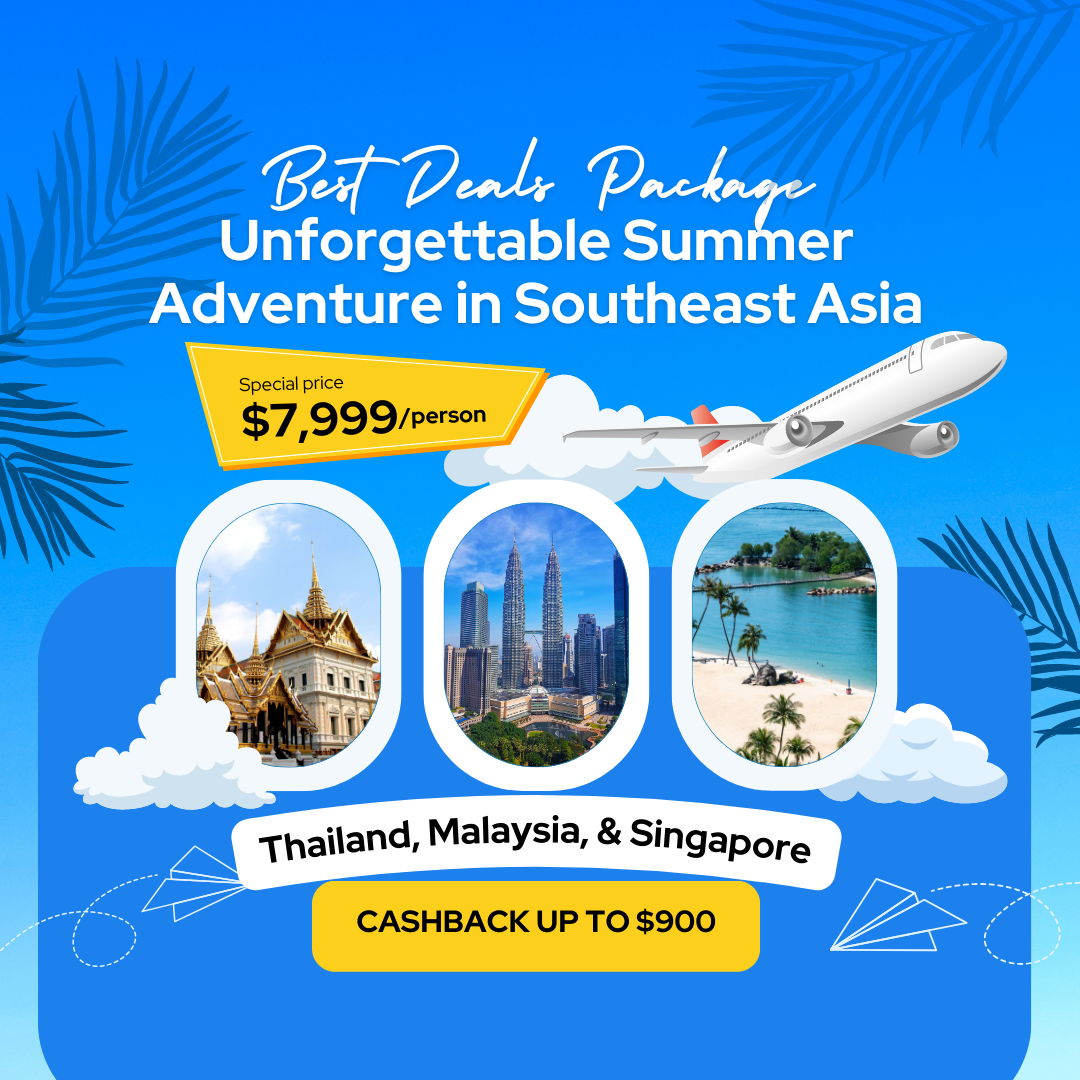 Best Deals Package
Unforgettable Summer
Adventure in Southeast Asia
Special price
$7,999/person
Thailand, Malaysia, & Singapore
CASHBACK UP TO $900